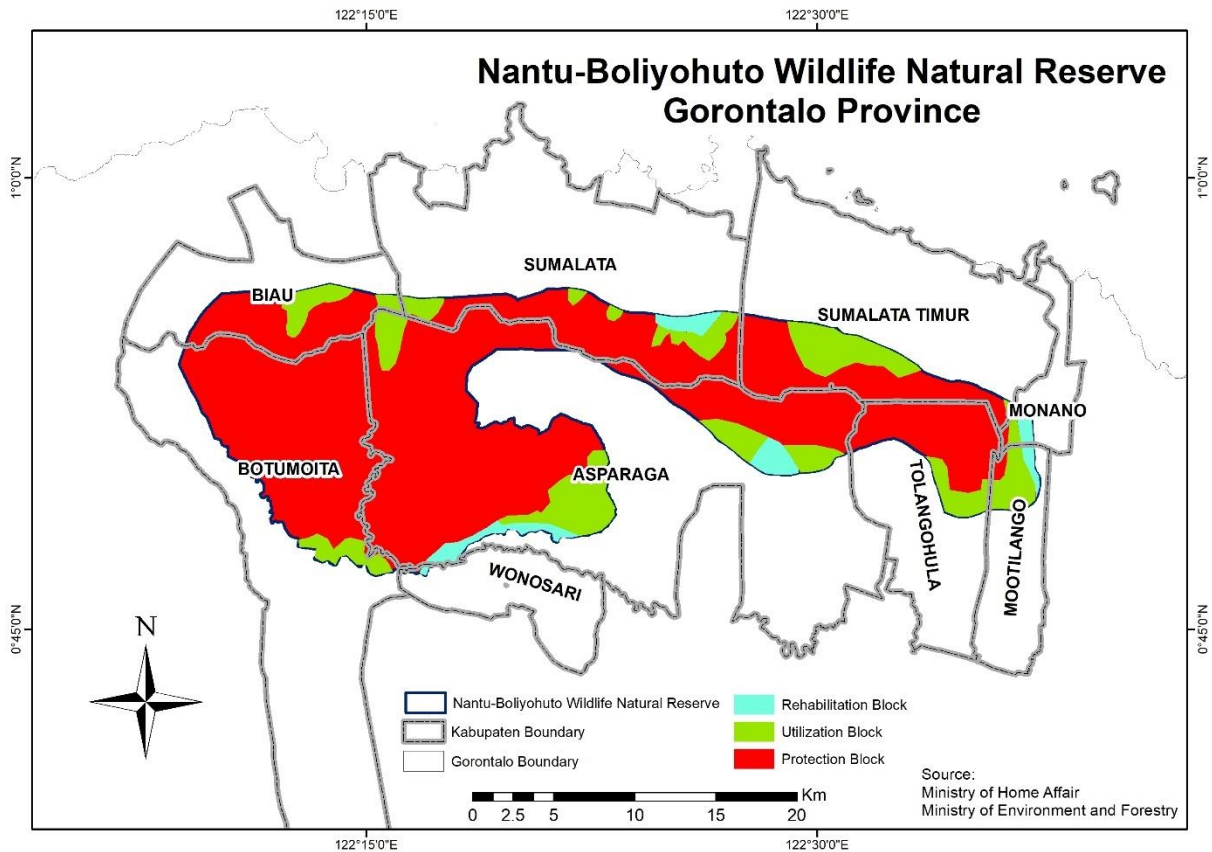 122°15'0"E
122°30'0"E
Nantu-Boliyohuto Wildlife Natural Reserve
Gorontalo Province
1°0'0"N
1°0'0"N
SUMALATA
BIAU
SUMALATA TIMUR
MONANO
BOTUMOITA
ASPARAGA
TOLANGOHULA
MOOTILANGO
WONOSARI
0°45'0"N
0°45'0"N
N
Nantu-Boliyohuto Wildlife Natural Reserve
Kabupaten Boundary
Gorontalo Boundary
Rehabilitation Block
Utilization Block
Protection Block
Km
0 2.5 5 10 15 20
Source:
Ministry of Home Affair
Ministry of Environment and Forestry
122°15'0"E
122°30'0"E